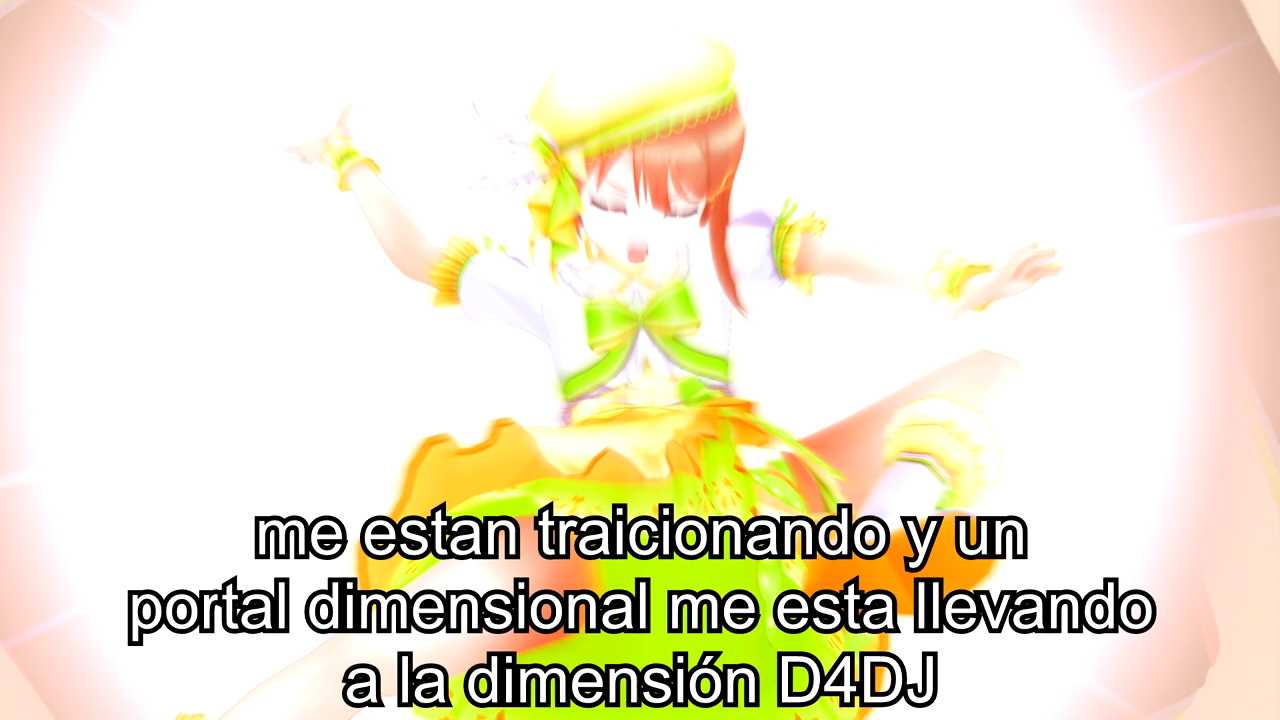 me estan traicionando y un
portal dimensional me esta llevando
a la dimensión D4DJ